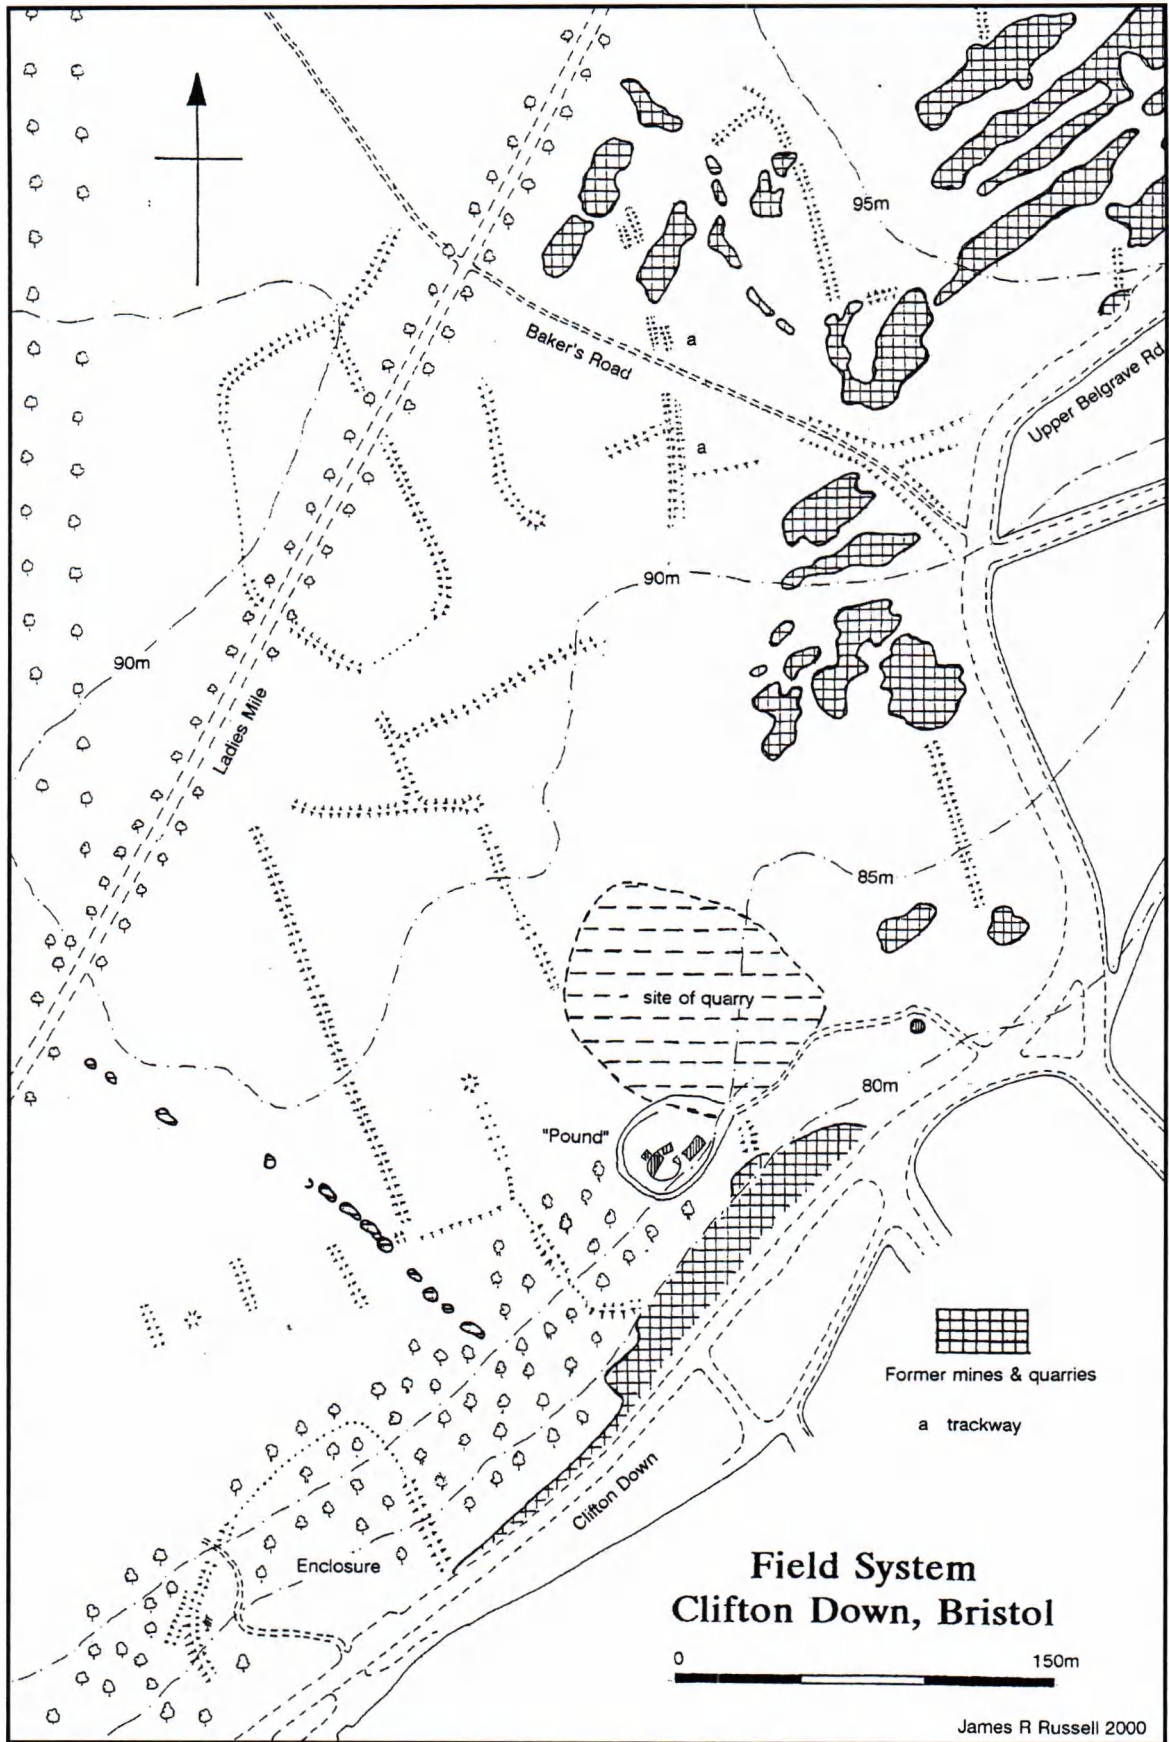 95m
Baker's Road
a
Upper Belgrave Rd
a
90m
90m
Ladies Mile
85m
site of quarry
80m
"Pound"
Former mines & quarries
a trackway
Clifton Down
Enclosure
Field System
Clifton Down, Bristol
0 150m
James R Russell 2000